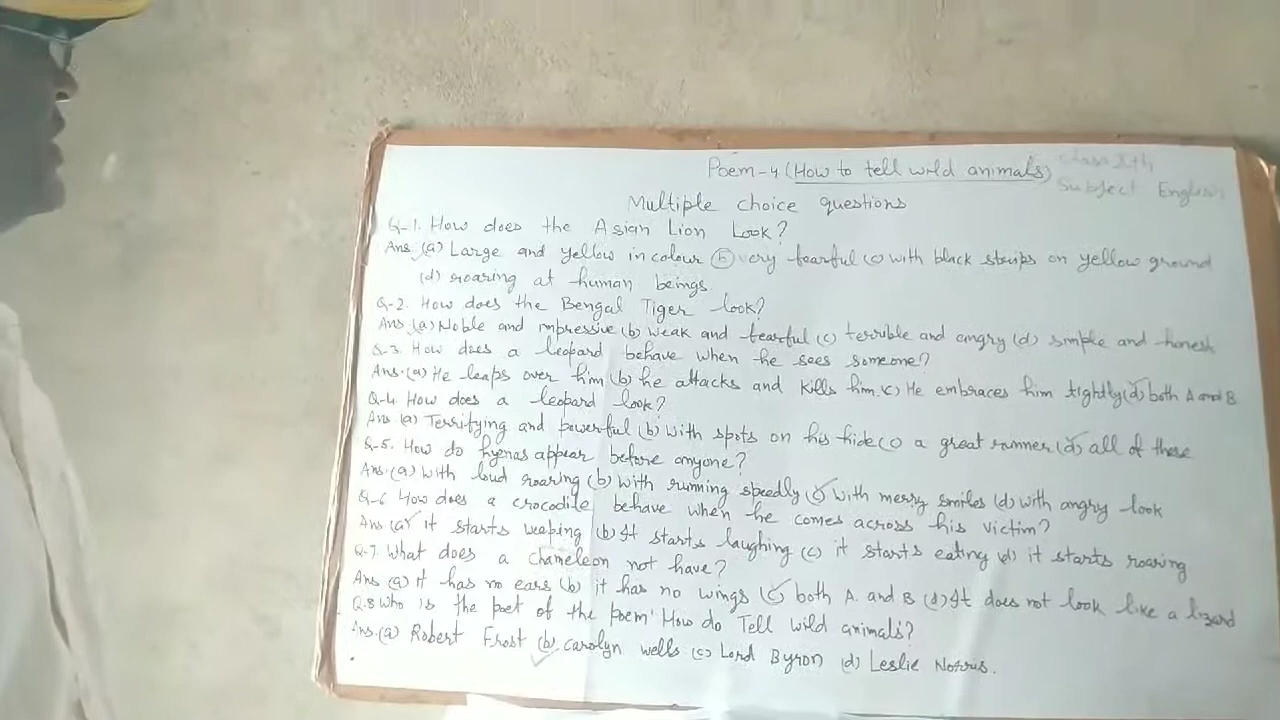 Poem-4 (How to tell wild animals) Class Xth
Subject English
Multiple choice questions
Q-1. How does the Asian Lion Look?
Ans. (a) Large and yellow in colour (b) very fearful (c) with black strips on yellow ground
(d) roaring at human beings
Q-2. How does the Bengal Tiger look?
Ans. (a) Noble and mpressive (b) weak and fearful (c) terrible and angry (d) simple and honest
Q-3. How does a leopard behave when he sees someone?
Ans. (a) He leaps over him (b) he attacks and kills him (c) He embraces him tightly (d) both A and B
Q-4. How does a leopard look?
Ans (a) Terrifying and powerful (b) with spots on his hide (c) a great runner (d) all of these
Q-5. How do hyenas appear before anyone?
Ans. (a) with loud roaring (b) with running speedly (c) with merry smiles (d) with angry look
Q-6 How does a crocodile behave when he comes across his victim?
Ans (a) it starts weeping (b) It starts laughing (c) it starts eating (d) it starts roaring
Q-7. What does a chameleon not have?
Ans (a) it has no ears (b) it has no wings (c) both A and B (d) It does not look like a lizard
Q.8 Who is the poet of the poem 'How do Tell wild animals'?
Ans. (a) Robert Frost (b) carolyn wells (c) Lord Byron (d) Leslie Norris.